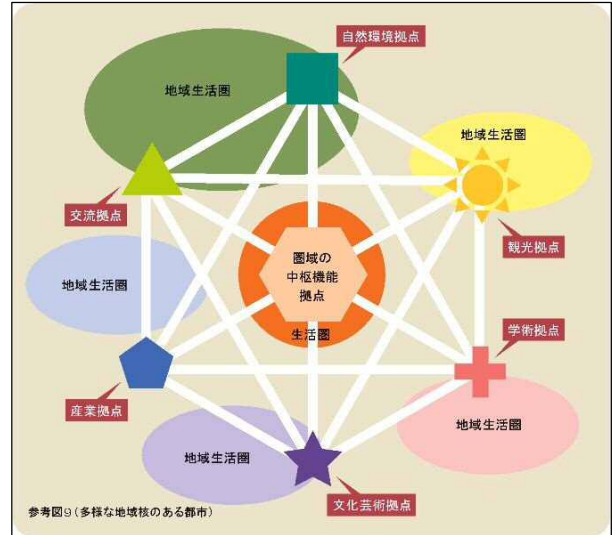 自然環境拠点
地域生活圏
地域生活圏
交流拠点
観光拠点
圏域の
中枢機能
拠点
地域生活圏
生活圏
学術拠点
産業拠点
地域生活圏
地域生活圏
文化芸術拠点
参考図9(多様な地域核のある都市)